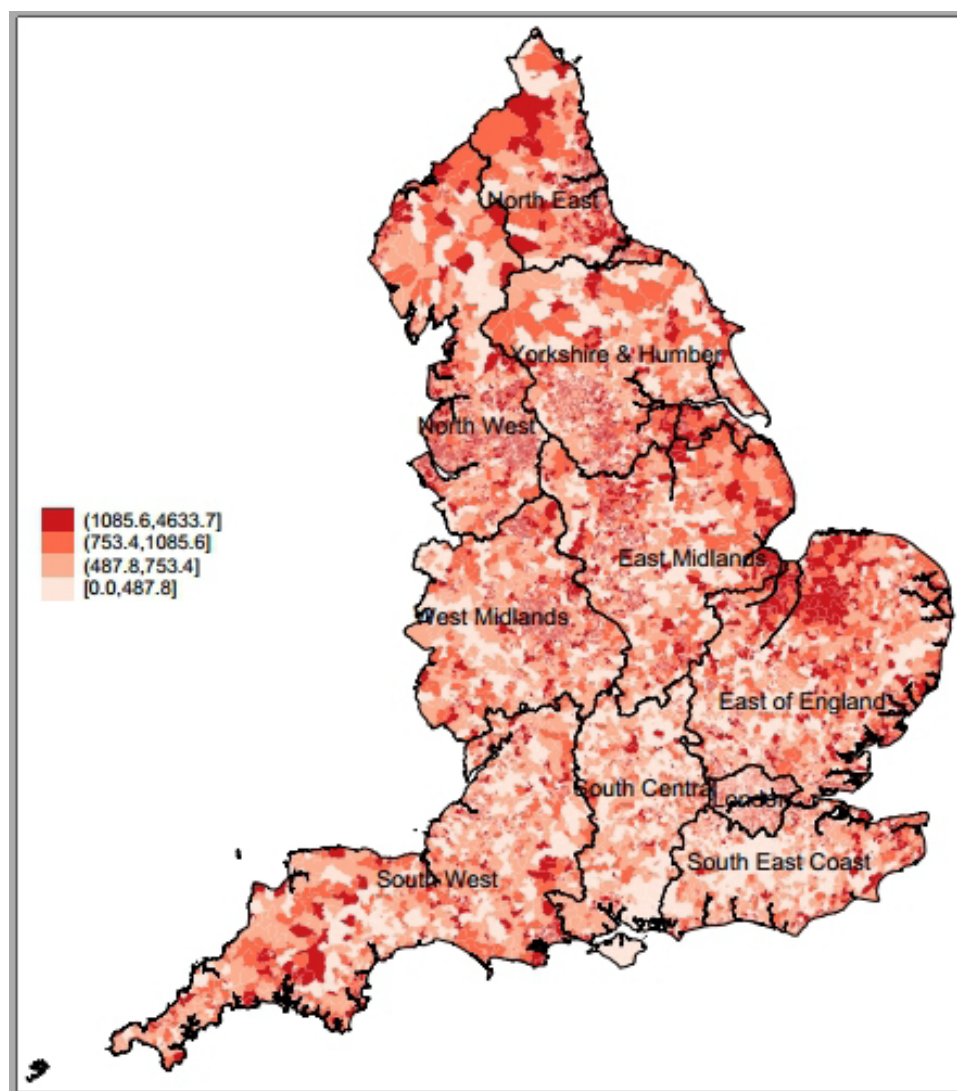 North East
Yorkshire & Humber
North West
(1085.6,4633.7]
(753.4,1085.6]
(487.8,753.4]
[0.0,487.8]
East Midlands
West Midlands
East of England
South Central
London
South East Coast
South West